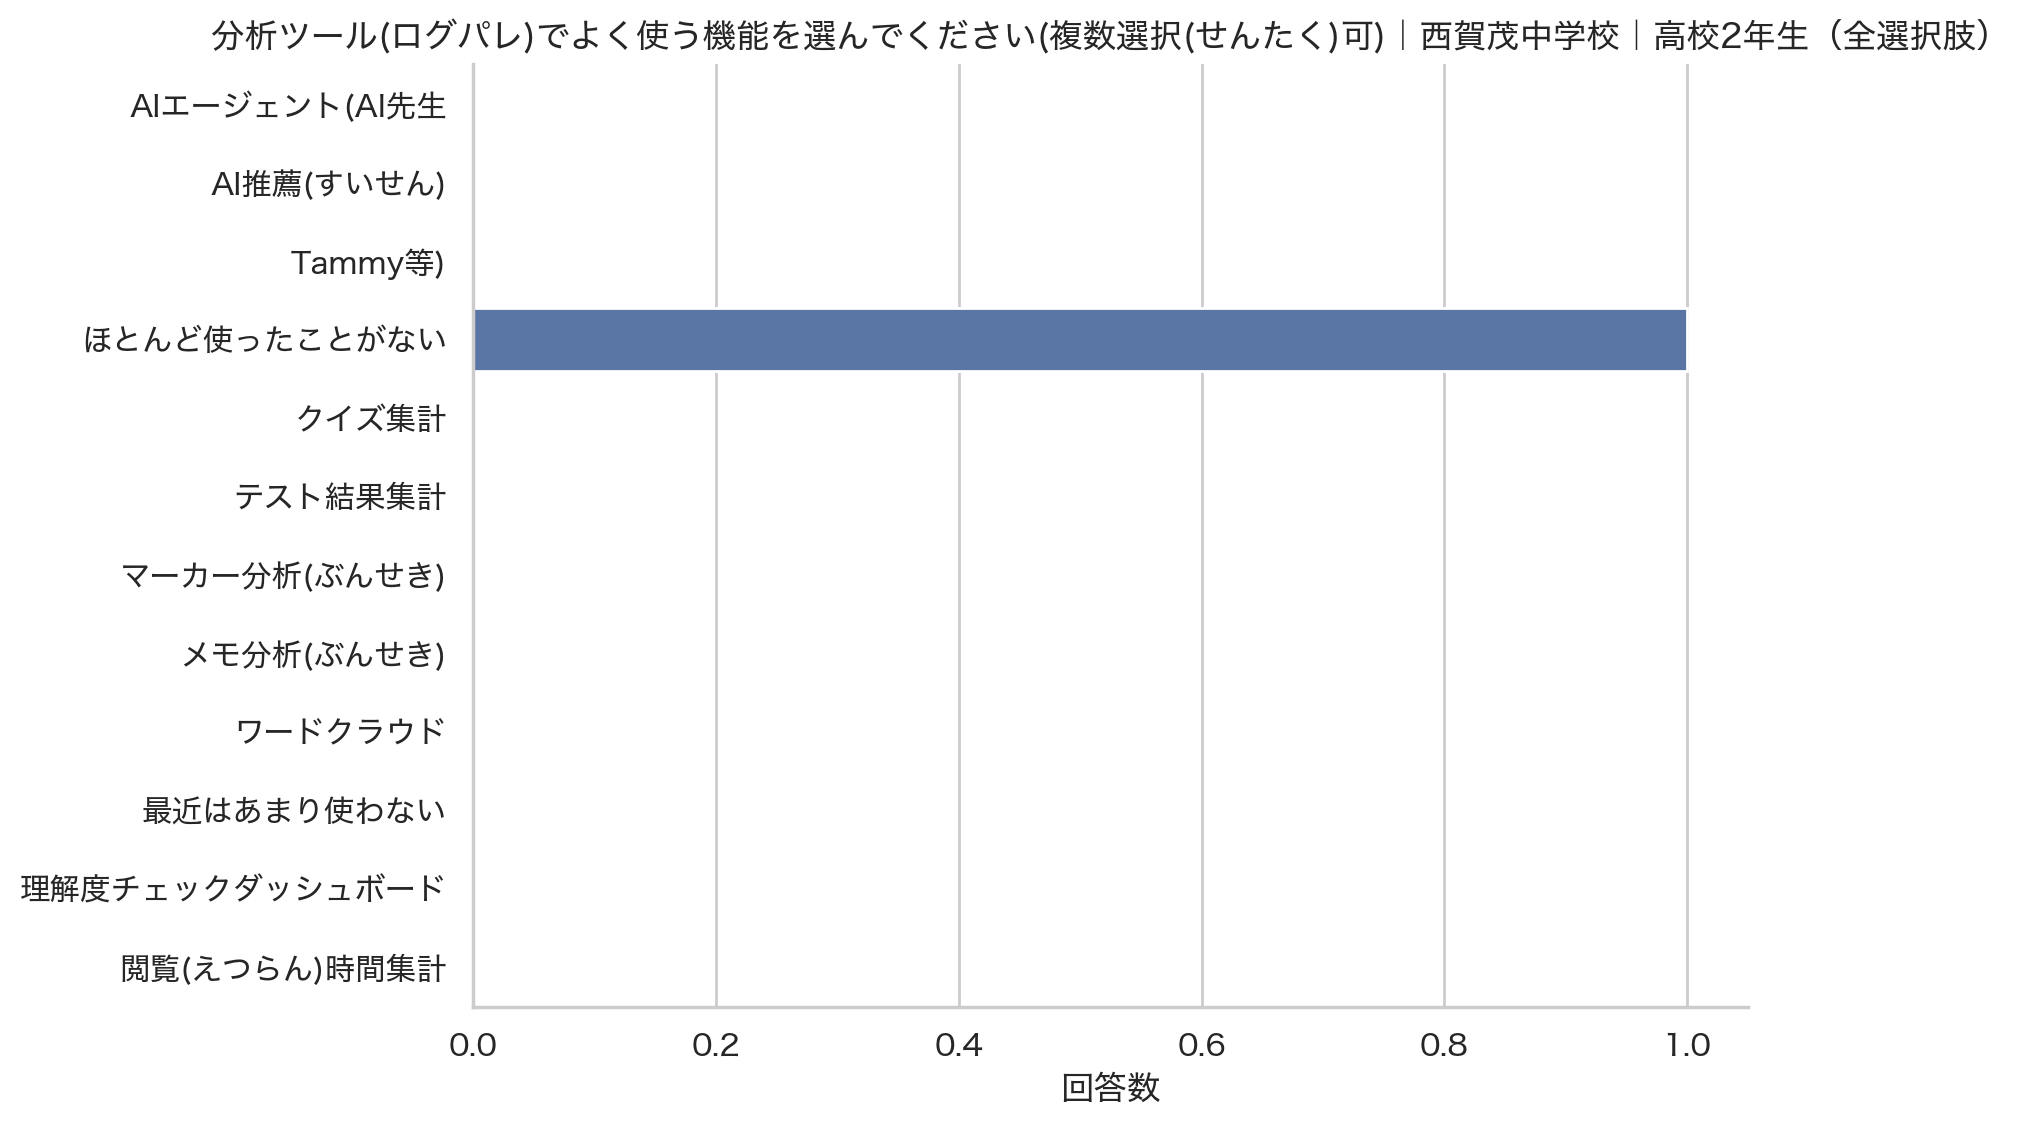 分析ツール(ログパレ)でよく使う機能を選んでください(複数選択(せんたく)可)｜西賀茂中学校｜高校2年生（全選択肢）
AIエージェント(AI先生
AI推薦(すいせん)
Tammy等)
ほとんど使ったことがない
クイズ集計
テスト結果集計
マーカー分析(ぶんせき)
メモ分析(ぶんせき)
ワードクラウド
最近はあまり使わない
理解度チェックダッシュボード
閲覧(えつらん)時間集計
0.0 0.2 0.4 0.6 0.8 1.0
回答数